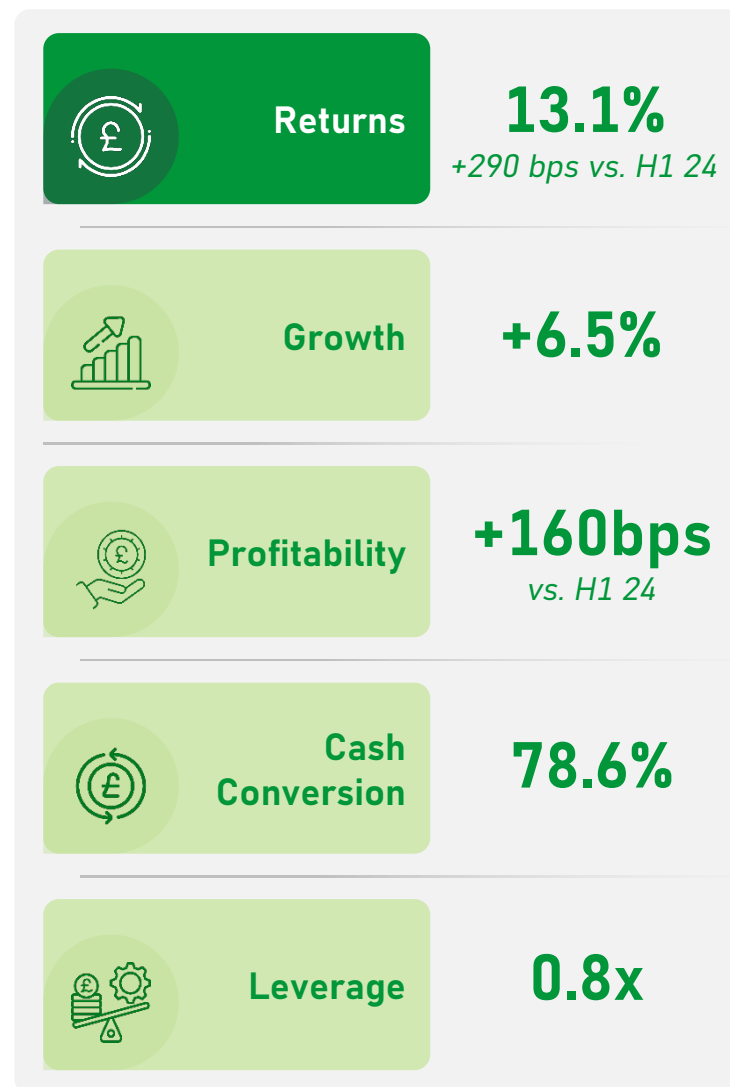 Returns
13.1%
+290 bps vs. H1 24
Growth
+6.5%
Profitability
+160bps
vs. H1 24
Cash
Conversion
78.6%
Leverage
0.8x